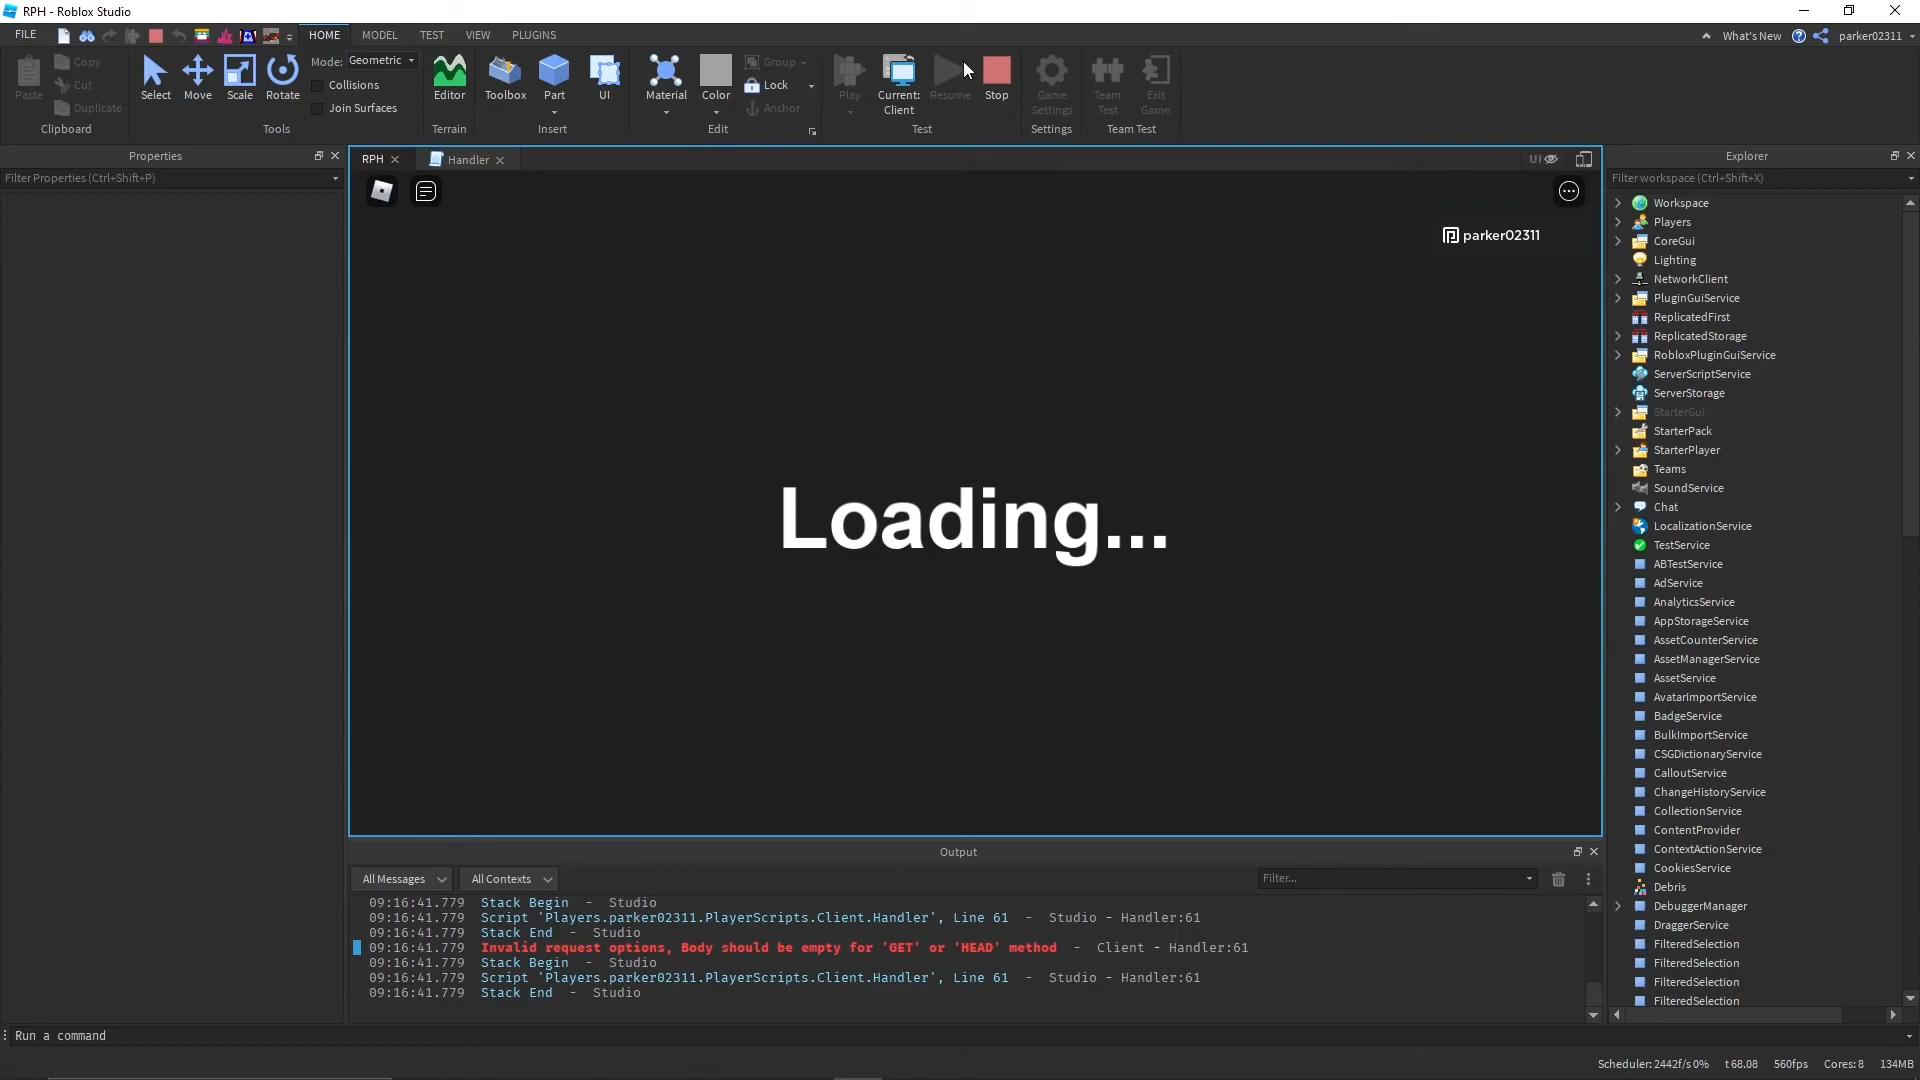 RPH - Roblox Studio
FILE HOME MODEL TEST VIEW PLUGINS What's New parker02311
Paste Copy Cut Duplicate
Clipboard
Select Move Scale Rotate
Mode: Geometric
Collisions
Join Surfaces
Tools
Editor
Terrain
Toolbox Part UI
Insert
Material Color Group Lock Anchor
Edit
Play Current: Client Resume Stop
Test
Game Settings
Settings
Team Test Exit Game
Team Test
Properties
Filter Properties (Ctrl+Shift+P)
RPH Handler UI
parker02311
Loading...
Output
All Messages All Contexts Filter...
09:16:41.779 Stack Begin - Studio
09:16:41.779 Script 'Players.parker02311.PlayerScripts.Client.Handler', Line 61 - Studio - Handler:61
09:16:41.779 Stack End - Studio
09:16:41.779 Invalid request options, Body should be empty for 'GET' or 'HEAD' method - Client - Handler:61
09:16:41.779 Stack Begin - Studio
09:16:41.779 Script 'Players.parker02311.PlayerScripts.Client.Handler', Line 61 - Studio - Handler:61
09:16:41.779 Stack End - Studio
Explorer
Filter workspace (Ctrl+Shift+X)
Workspace
Players
CoreGui
Lighting
NetworkClient
PluginGuiService
ReplicatedFirst
ReplicatedStorage
RobloxPluginGuiService
ServerScriptService
ServerStorage
StarterGui
StarterPack
StarterPlayer
Teams
SoundService
Chat
LocalizationService
TestService
ABTestService
AdService
AnalyticsService
AppStorageService
AssetCounterService
AssetManagerService
AssetService
AvatarImportService
BadgeService
BulkImportService
CSGDictionaryService
CalloutService
ChangeHistoryService
CollectionService
ContentProvider
ContextActionService
CookiesService
Debris
DebuggerManager
DraggerService
FilteredSelection
FilteredSelection
FilteredSelection
FilteredSelection
Run a command
Scheduler: 2442f/s 0% t 68.08 560fps Cores: 8 134MB